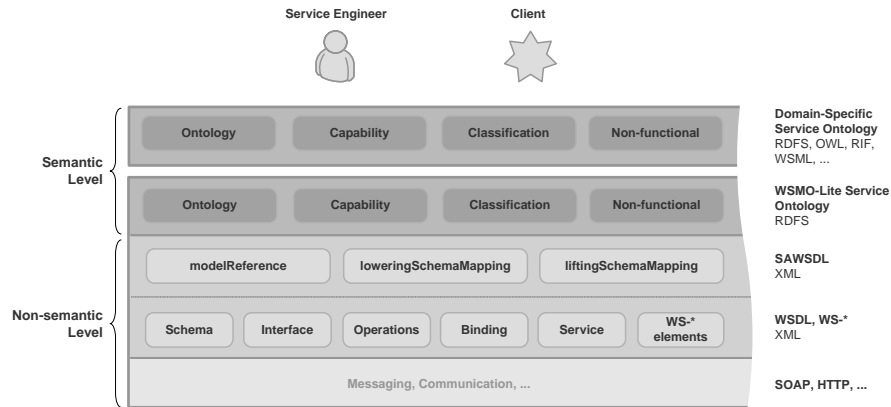 Service Engineer
Client
Ontology
Capability
Classification
Non-functional
Domain-Specific
Service Ontology
RDFS, OWL, RIF,
WSML, ...
Semantic
Level
Ontology
Capability
Classification
Non-functional
WSMO-Lite Service
Ontology
RDFS
modelReference
loweringSchemaMapping
liftingSchemaMapping
SAWSDL
XML
Non-semantic
Level
Schema
Interface
Operations
Binding
Service
WS-*
elements
WSDL, WS-*
XML
Messaging, Communication, ...
SOAP, HTTP, ...